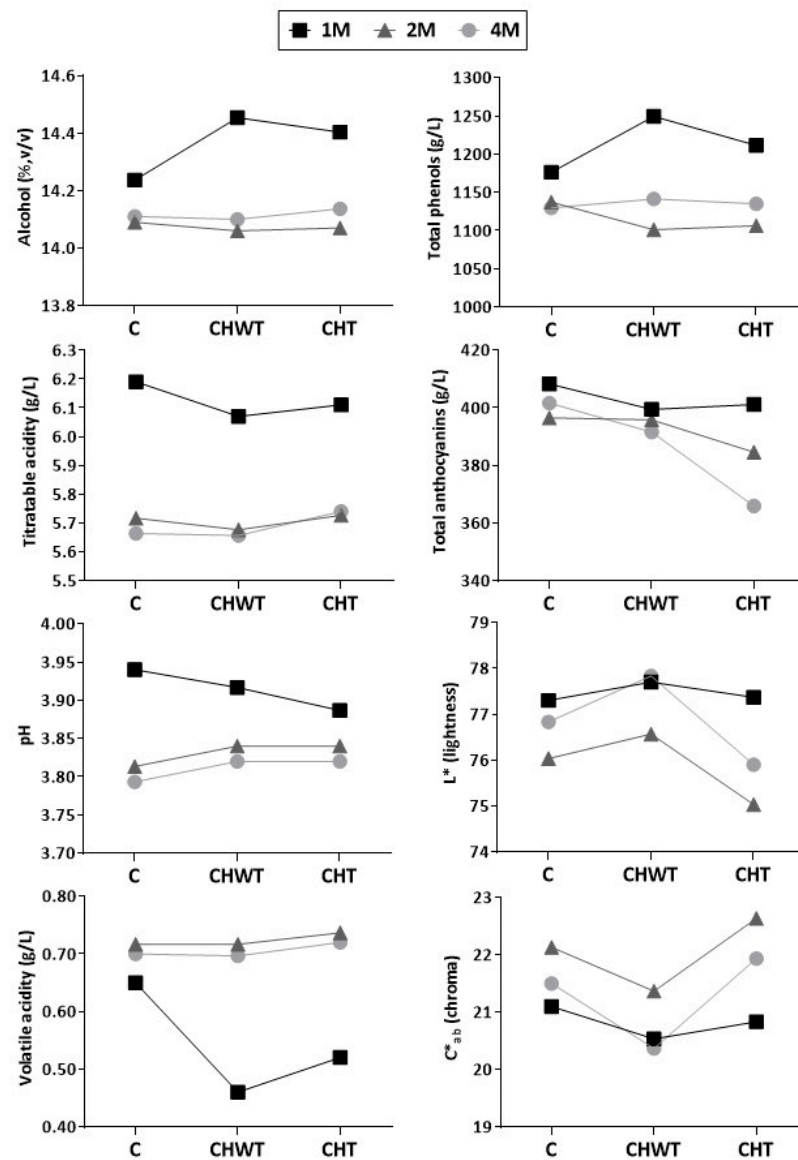 1M 2M 4M
Alcohol (%,v/v)
14.6
14.4
14.2
14.0
13.8
C CHWT CHT
Total phenols (g/L)
1300
1250
1200
1150
1100
1050
1000
C CHWT CHT
Titratable acidity (g/L)
6.3
6.2
6.1
6.0
5.9
5.8
5.7
5.6
5.5
C CHWT CHT
Total anthocyanins (g/L)
420
400
380
360
340
C CHWT CHT
pH
4.00
3.95
3.90
3.85
3.80
3.75
3.70
C CHWT CHT
L* (lightness)
79
78
77
76
75
74
C CHWT CHT
Volatile acidity (g/L)
0.80
0.70
0.60
0.50
0.40
C CHWT CHT
C*ab (chroma)
23
22
21
20
19
C CHWT CHT